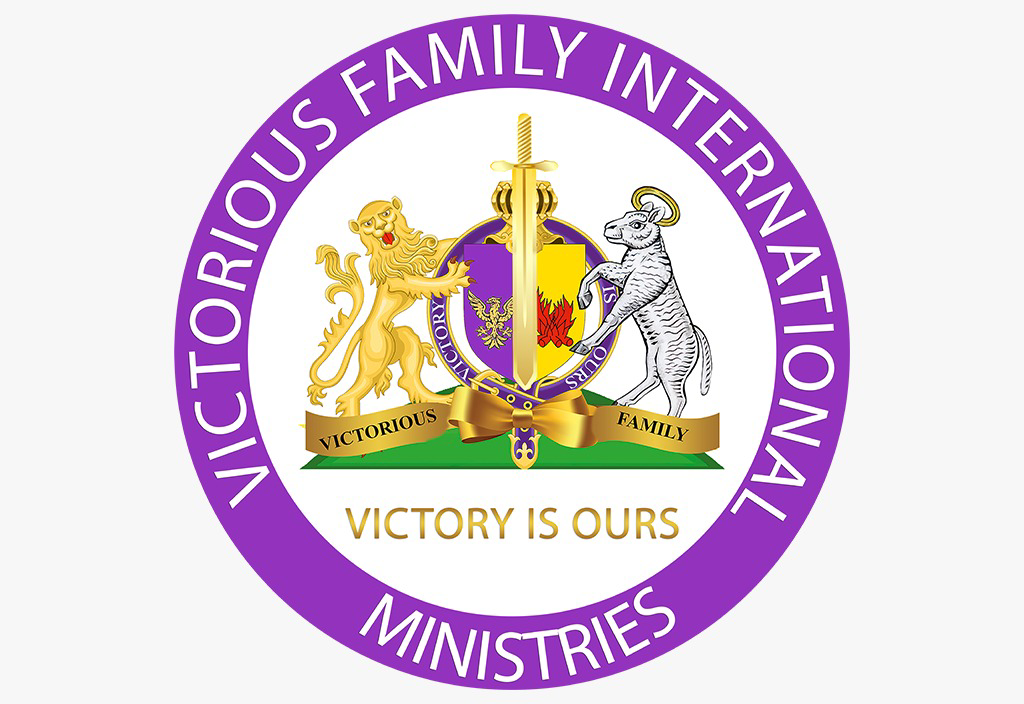 VICTORIOUS FAMILY INTERNATIONAL
VICTORY
IS OURS
VICTORIOUS
FAMILY
VICTORY IS OURS
MINISTRIES